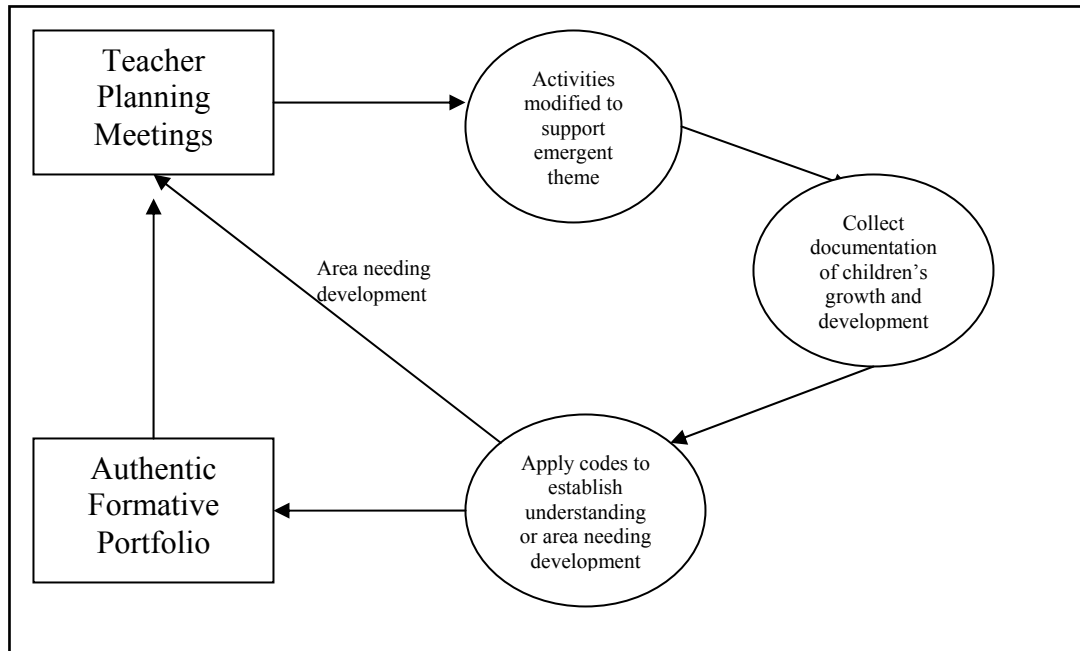 Teacher
Planning
Meetings
Activities
modified to
support
emergent
theme
Collect
documentation
of children’s
growth and
development
Area needing
development
Apply codes to
establish
understanding
or area needing
development
Authentic
Formative
Portfolio